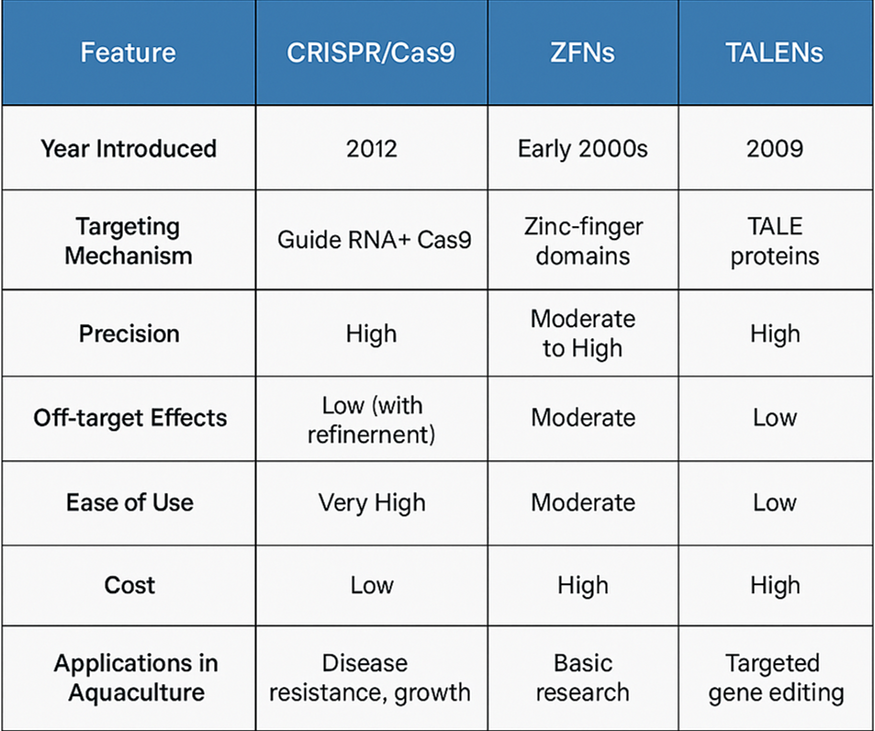 Feature CRISPR/Cas9 ZFNs TALENs
Year Introduced 2012 Early 2000s 2009
Targeting
Mechanism
Guide RNA+ Cas9
Zinc-finger
domains
TALE
proteins
Precision
High
Moderate
to High
High
Off-target Effects
Low (with
refinernent)
Moderate
Low
Ease of Use Very High Moderate Low
Cost Low High High
Applications in
Aquaculture
Disease
resistance, growth
Basic
research
Targeted
gene editing